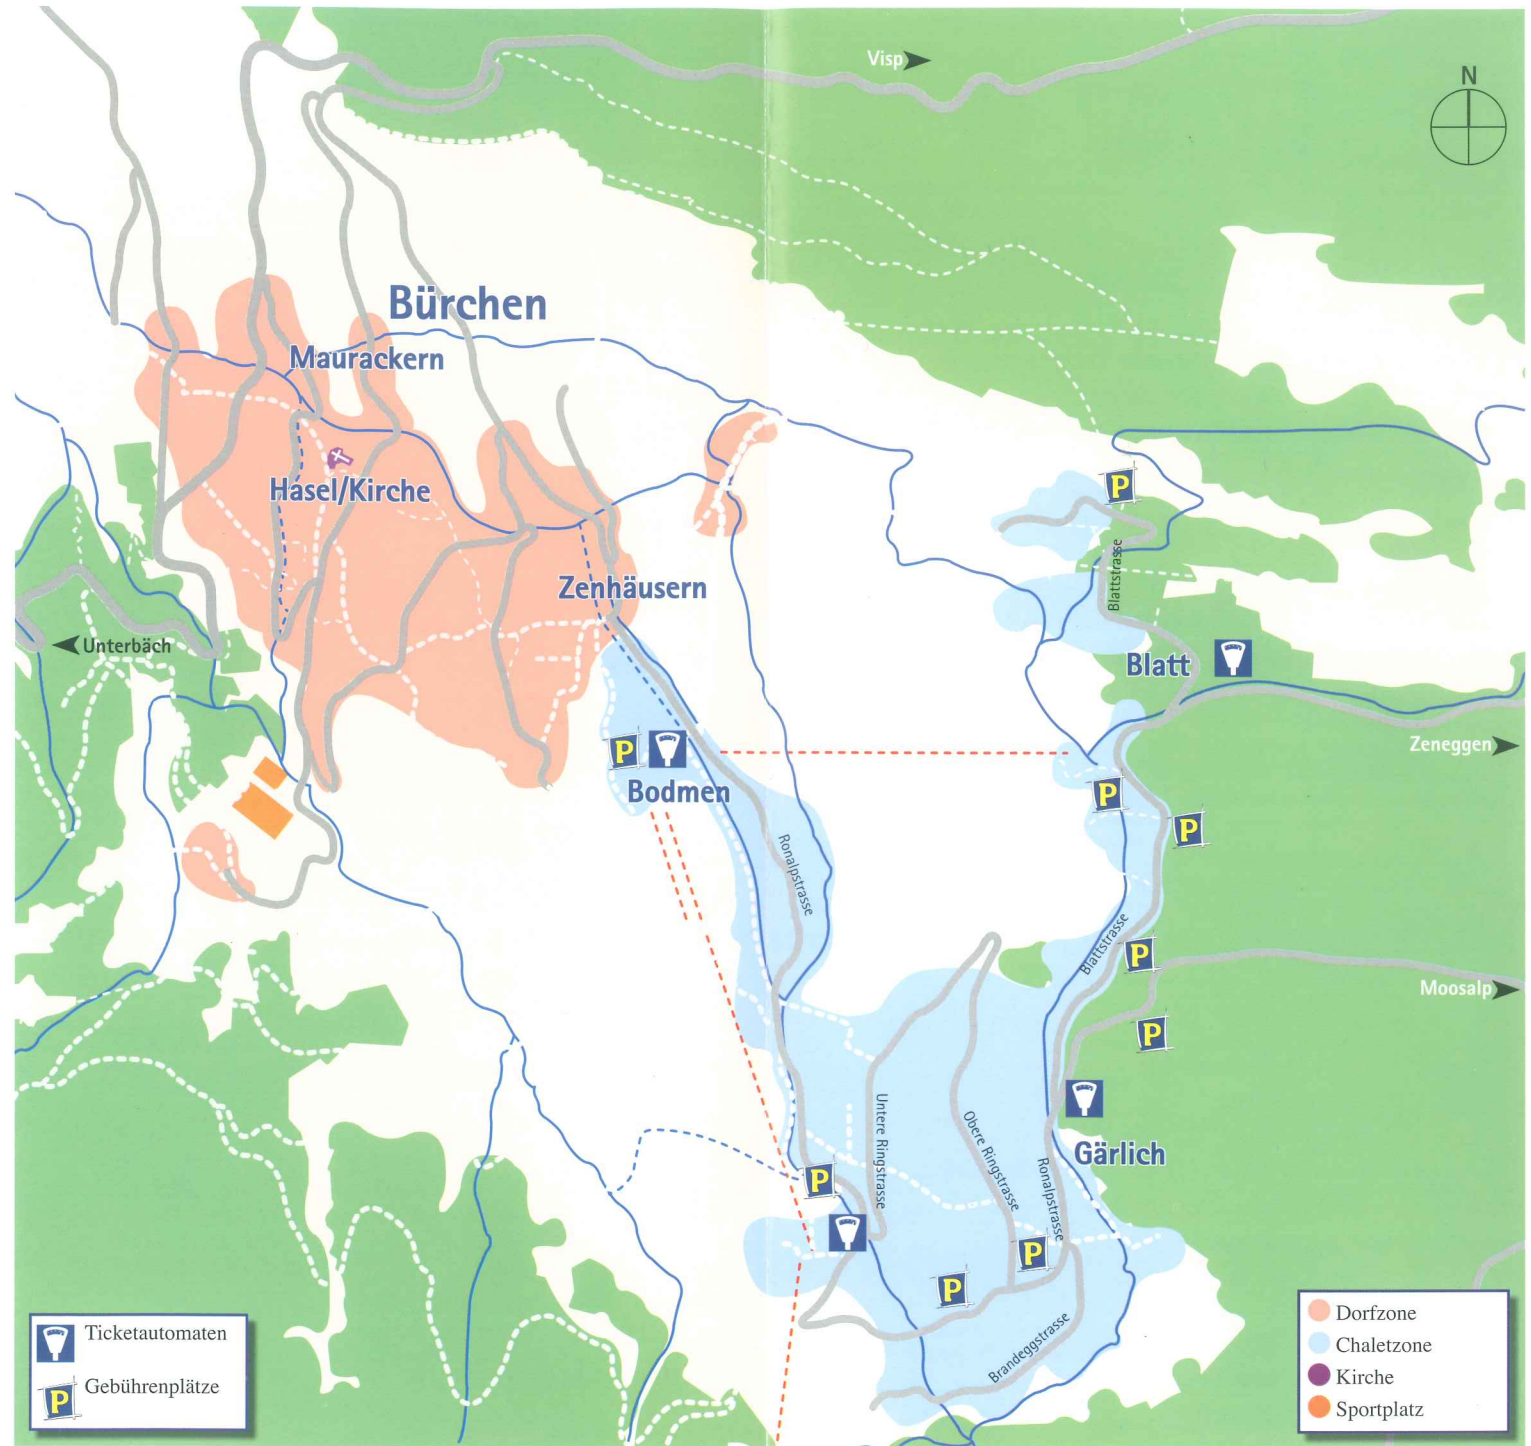 Visp
N
Bürchen
Maurackern
Hasel/Kirche
P
Blattstrasse
Zenhäusern
Unterbäch
Blatt
P
Bodmen
Zeneggen
P
P
Ronalpstrasse
Blattstrasse
P
Moosalp
P
Untere Ringstrasse
Obere Ringstrasse
Gärlich
Ronalpstrasse
P
P
P
Brandeggstrasse
Ticketautomaten
P Gebührenplätze
Dorfzone
Chaletzone
Kirche
Sportplatz